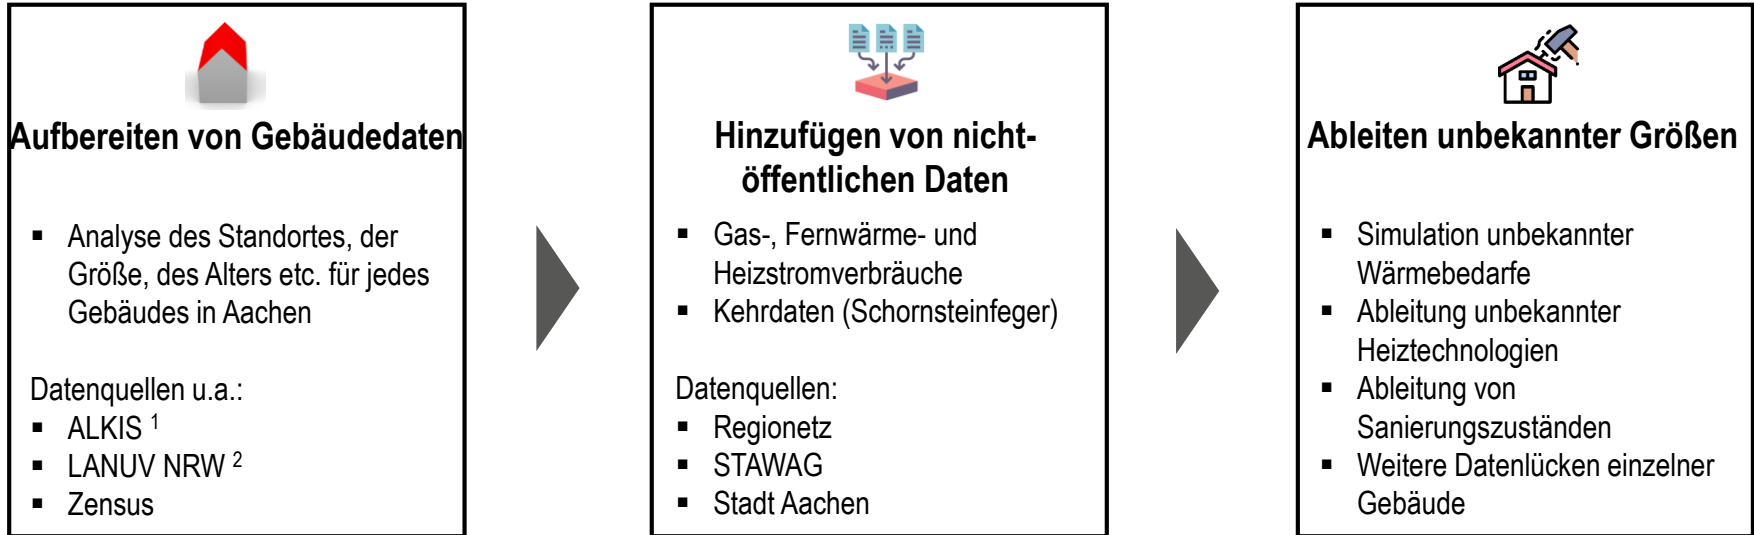 Aufbereiten von Gebäudedaten
▪ Analyse des Standortes, der
Größe, des Alters etc. für jedes
Gebäudes in Aachen
Datenquellen u.a.:
▪ ALKIS 1
▪ LANUV NRW 2
▪ Zensus
Hinzufügen von nicht-
öffentlichen Daten
▪ Gas-, Fernwärme- und
Heizstromverbräuche
▪ Kehrdaten (Schornsteinfeger)
Datenquellen:
▪ Regionetz
▪ STAWAG
▪ Stadt Aachen
Ableiten unbekannter Größen
▪ Simulation unbekannter
Wärmebedarfe
▪ Ableitung unbekannter
Heiztechnologien
▪ Ableitung von
Sanierungszuständen
▪ Weitere Datenlücken einzelner
Gebäude